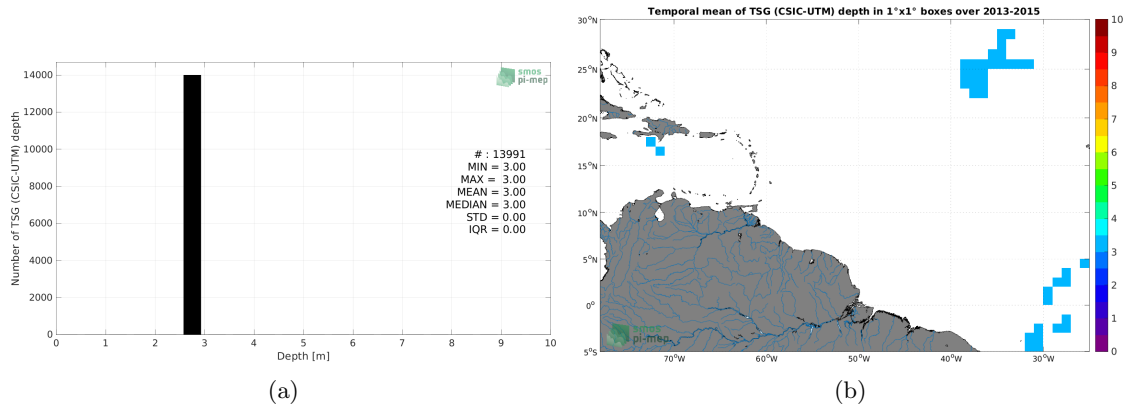 Temporal mean of TSG (CSIC-UTM) depth in 1°x1° boxes over 2013-2015
smos
pi-mep
Number of TSG (CSIC-UTM) depth
14000
12000
10000
8000
6000
4000
2000
0
# : 13991
MIN = 3.00
MAX = 3.00
MEAN = 3.00
MEDIAN = 3.00
STD = 0.00
IQR = 0.00
0 1 2 3 4 5 6 7 8 9 10
Depth [m]
(a)
30°N
25°N
20°N
15°N
10°N
5°N
0°
5°S
70°W 60°W 50°W 40°W 30°W
smos
pi-mep
10
9
8
7
6
5
4
3
2
1
0
(b)